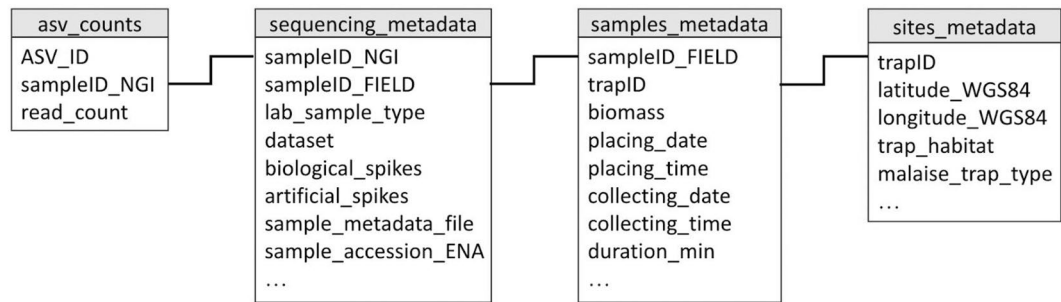 asv_counts
ASV_ID
sampleID_NGI
read_count
sequencing_metadata
sampleID_NGI
sampleID_FIELD
lab_sample_type
dataset
biological_spikes
artificial_spikes
sample_metadata_file
sample_accession_ENA
...
samples_metadata
sampleID_FIELD
trapID
biomass
placing_date
placing_time
collecting_date
collecting_time
duration_min
...
sites_metadata
trapID
latitude_WGS84
longitude_WGS84
trap_habitat
malaise_trap_type
...